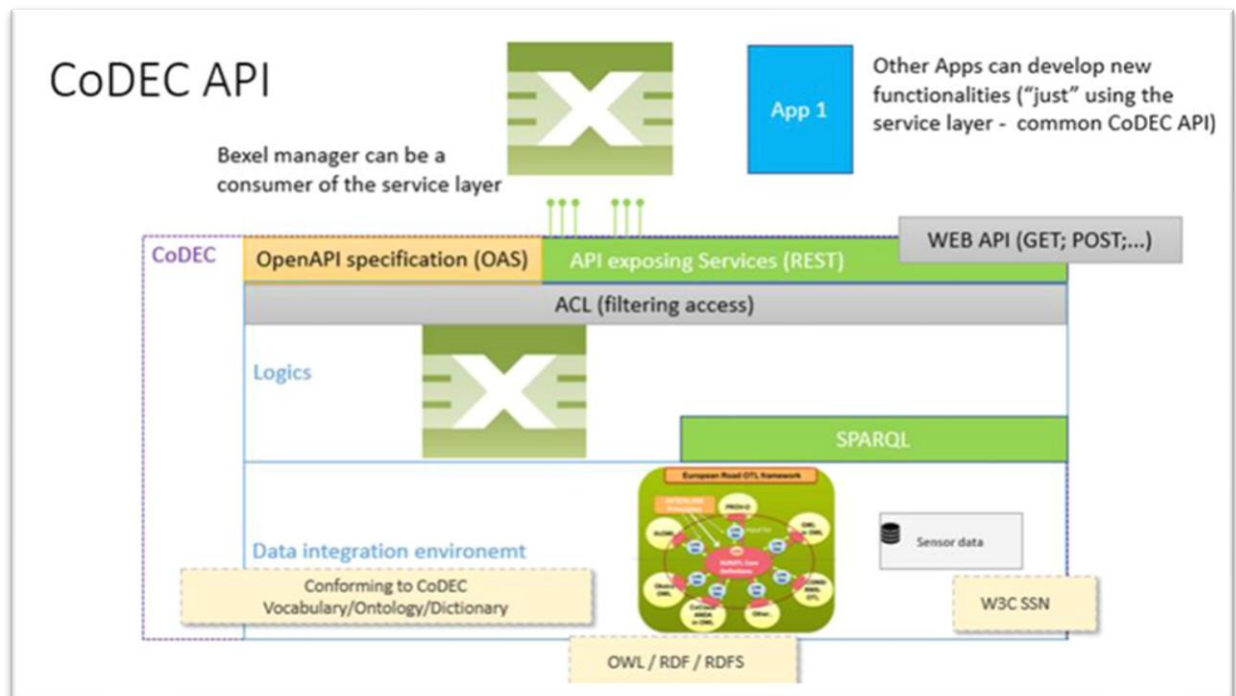 CoDEC API
Other Apps can develop new
functionalities ("just" using the
service layer - common CoDEC API)
App 1
Bexel manager can be a
consumer of the service layer
CoDEC
OpenAPI specification (OAS)
API exposing Services (REST)
WEB API (GET; POST;...)
ACL (filtering access)
Logics
SPARQL
European Road OTL framework
PROV-O
Data integration environemt
Sensor data
Other..
Conforming to CoDEC
Vocabulary/Ontology/Dictionary
W3C SSN
OWL / RDF / RDFS